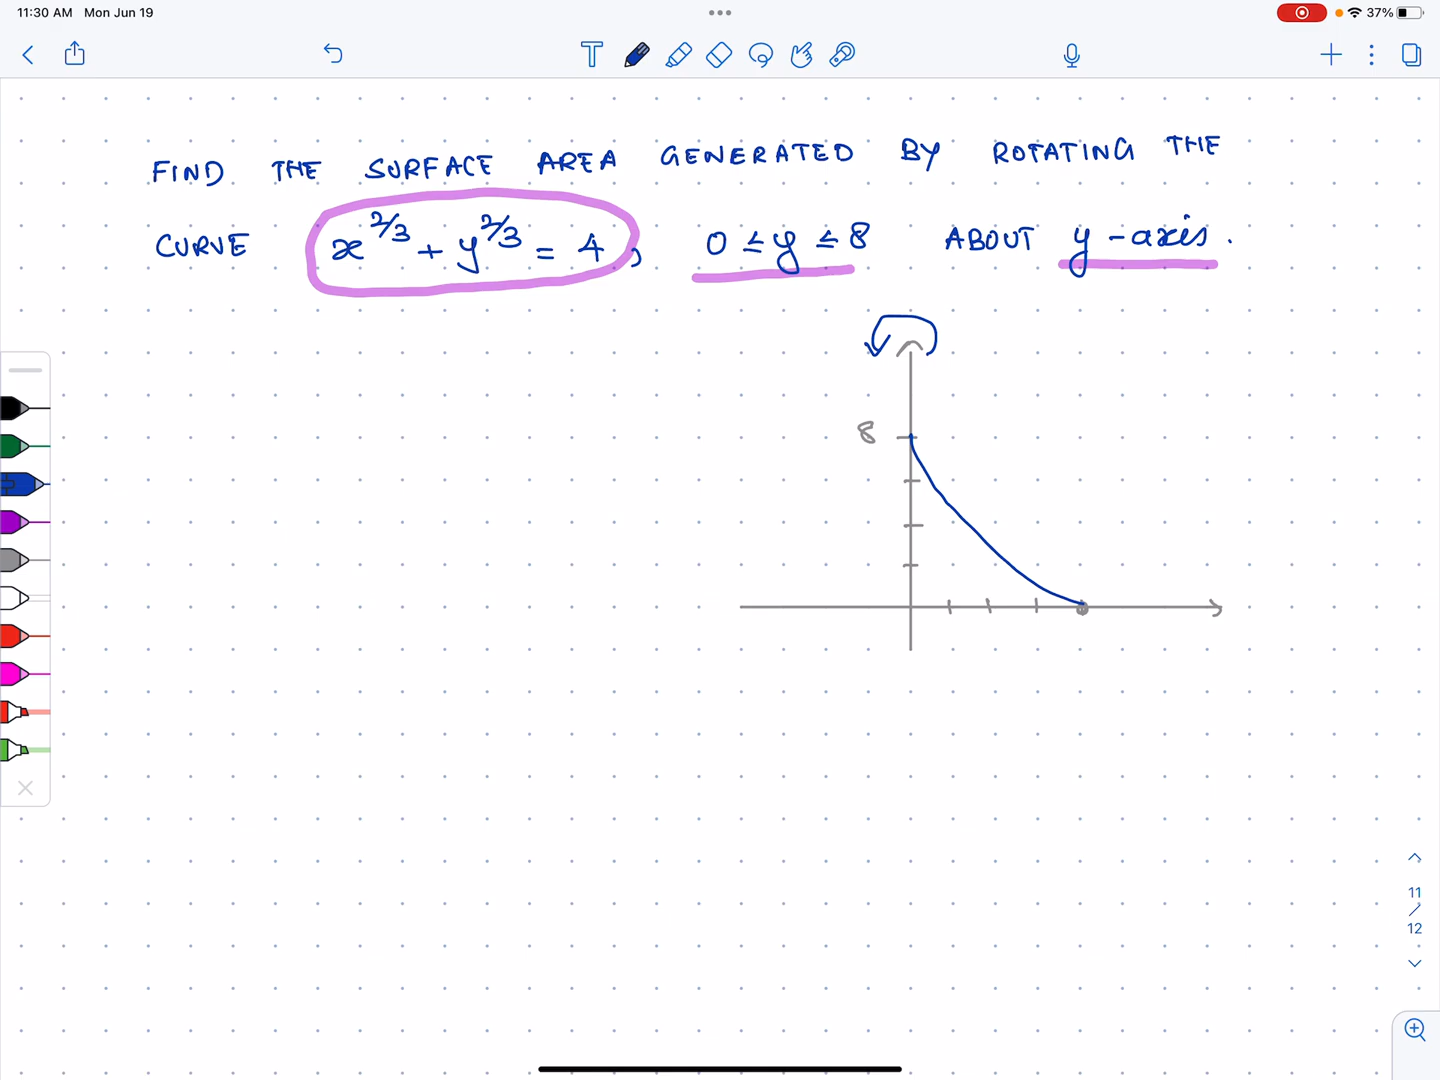 11:30 AM Mon Jun 19
37%
FIND THE SURFACE AREA GENERATED BY ROTATING THE
CURVE x^{2/3} + y^{2/3} = 4, 0 ≤ y ≤ 8 ABOUT y-axis.
8
11
/
12